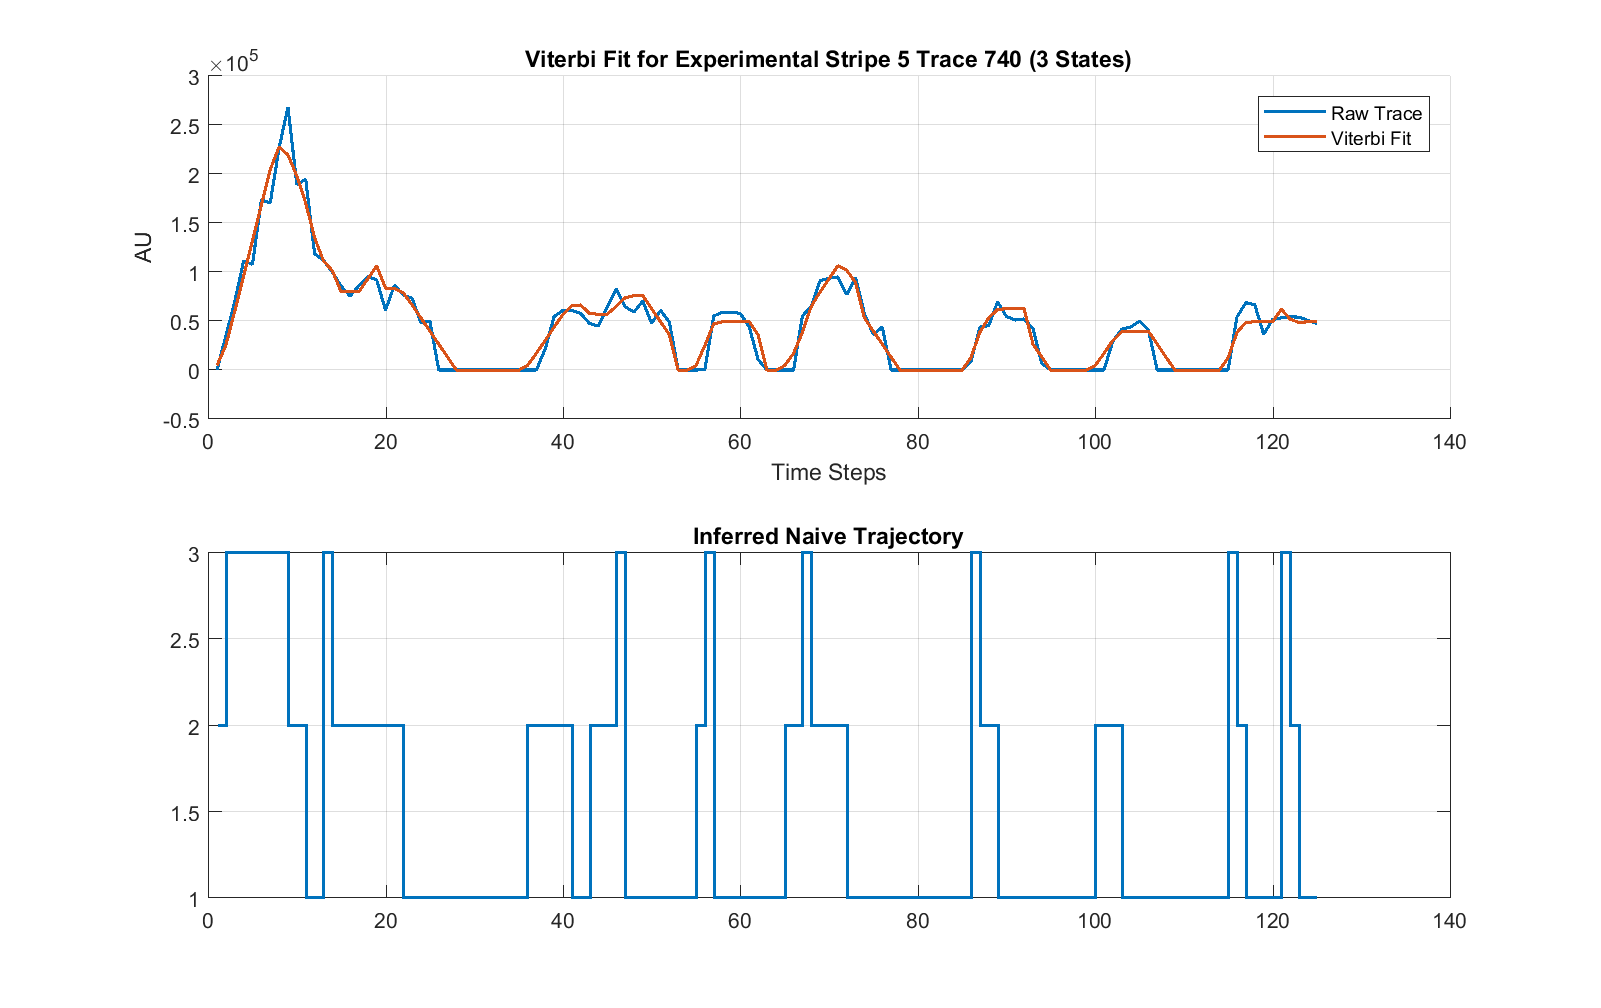 Viterbi Fit for Experimental Stripe 5 Trace 740 (3 States)
×10^5
3
2.5
2
1.5
1
0.5
0
-0.5
AU
Raw Trace
Viterbi Fit
0 20 40 60 80 100 120 140
Time Steps
Inferred Naive Trajectory
3
2.5
2
1.5
1
0 20 40 60 80 100 120 140